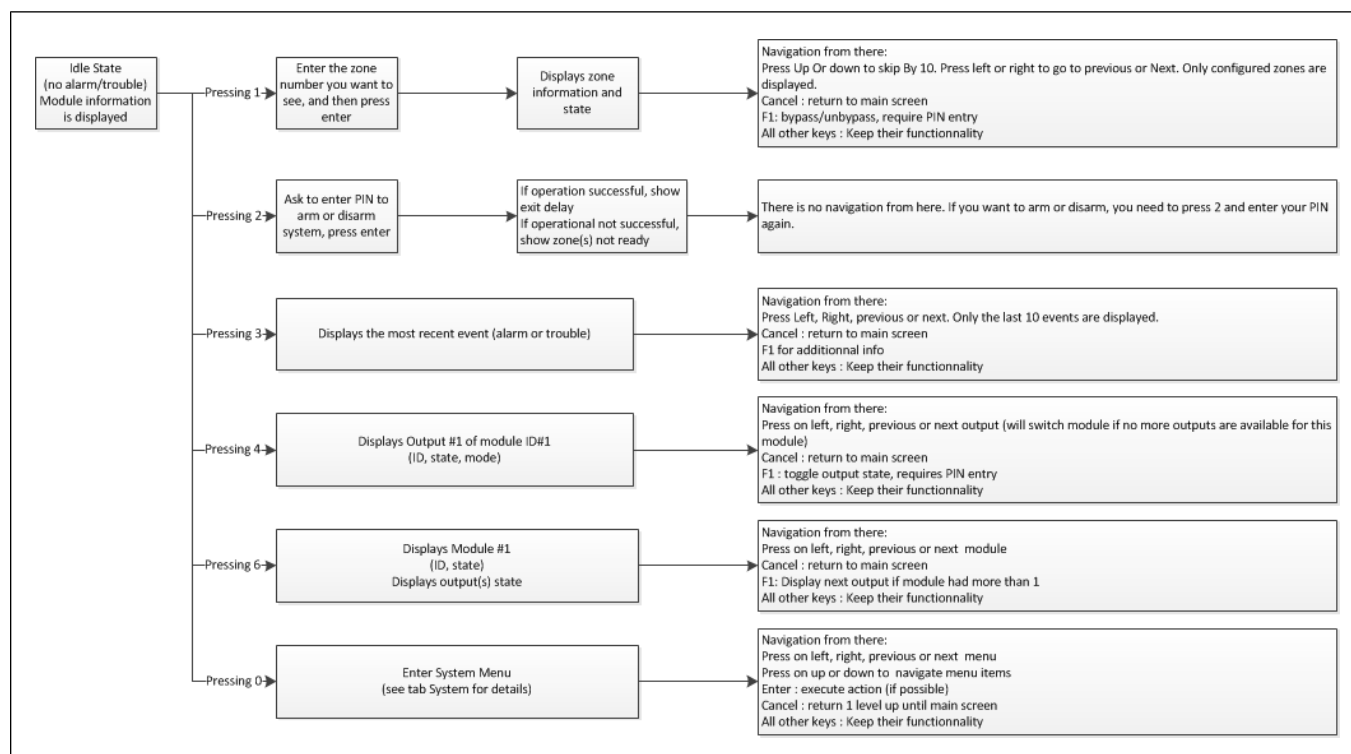 Idle State
(no alarm/trouble)
Module information
is displayed
Pressing 1
Enter the zone
number you want to
see, and then press
enter
Displays zone
information and
state
Navigation from there:
Press Up Or down to skip By 10. Press left or right to go to previous or Next. Only configured zones are
displayed.
Cancel : return to main screen
F1: bypass/unbypass, require PIN entry
All other keys : Keep their functionnality
Pressing 2
Ask to enter PIN to
arm or disarm
system, press enter
If operation successful, show
exit delay
If operational not successful,
show zone(s) not ready
There is no navigation from here. If you want to arm or disarm, you need to press 2 and enter your PIN
again.
Pressing 3
Displays the most recent event (alarm or trouble)
Navigation from there:
Press Left, Right, previous or next. Only the last 10 events are displayed.
Cancel : return to main screen
F1 for additionnal info
All other keys : Keep their functionnality
Pressing 4
Displays Output #1 of module ID#1
(ID, state, mode)
Navigation from there:
Press on left, right, previous or next output (will switch module if no more outputs are available for this
module)
Cancel : return to main screen
F1 : toggle output state, requires PIN entry
All other keys : Keep their functionnality
Pressing 6
Displays Module #1
(ID, state)
Displays output(s) state
Navigation from there:
Press on left, right, previous or next module
Cancel : return to main screen
F1: Display next output if module had more than 1
All other keys : Keep their functionnality
Pressing 0
Enter System Menu
(see tab System for details)
Navigation from there:
Press on left, right, previous or next menu
Press on up or down to navigate menu items
Enter : execute action (if possible)
Cancel : return 1 level up until main screen
All other keys : Keep their functionnality